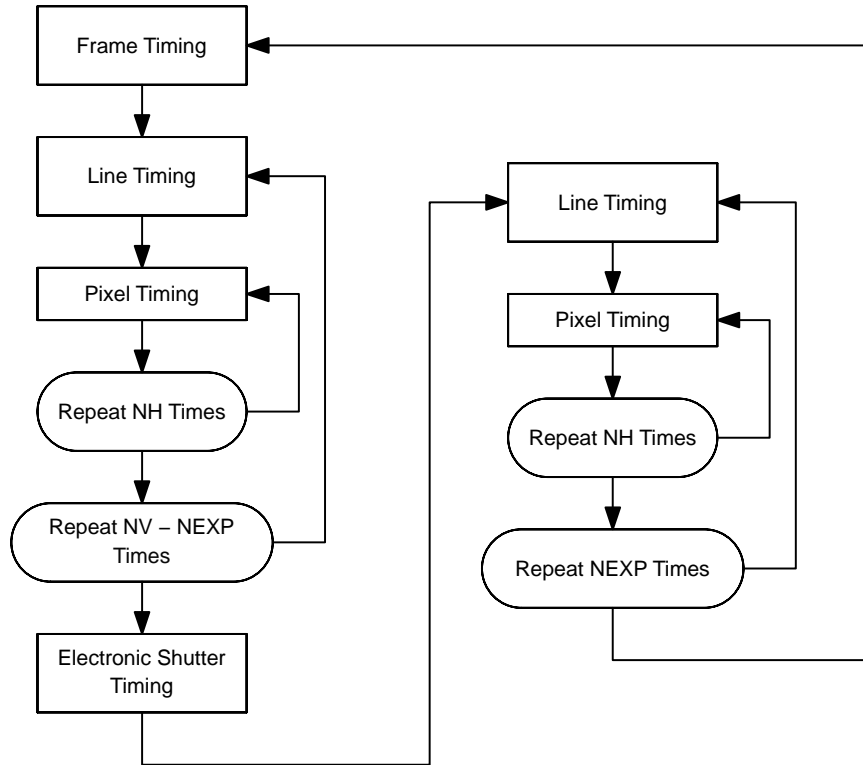 Frame Timing
Line Timing
Pixel Timing
Repeat NH Times
Repeat NV – NEXP
Times
Electronic Shutter
Timing
Line Timing
Pixel Timing
Repeat NH Times
Repeat NEXP Times